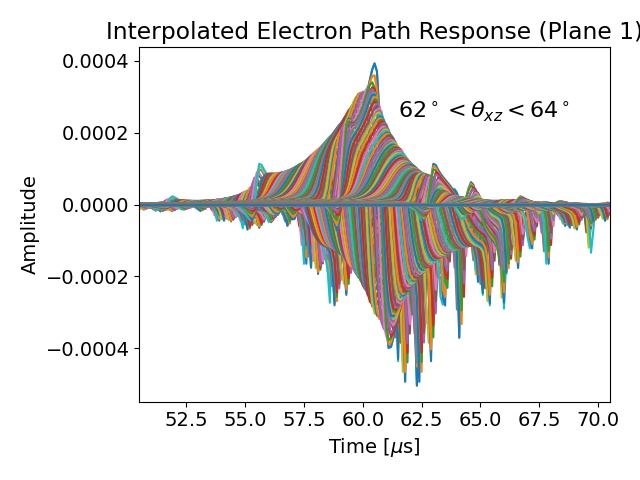 Interpolated Electron Path Response (Plane 1)
0.0004
62° < θxz < 64°
0.0002
0.0000
−0.0002
−0.0004
Amplitude
52.5 55.0 57.5 60.0 62.5 65.0 67.5 70.0
Time [μs]